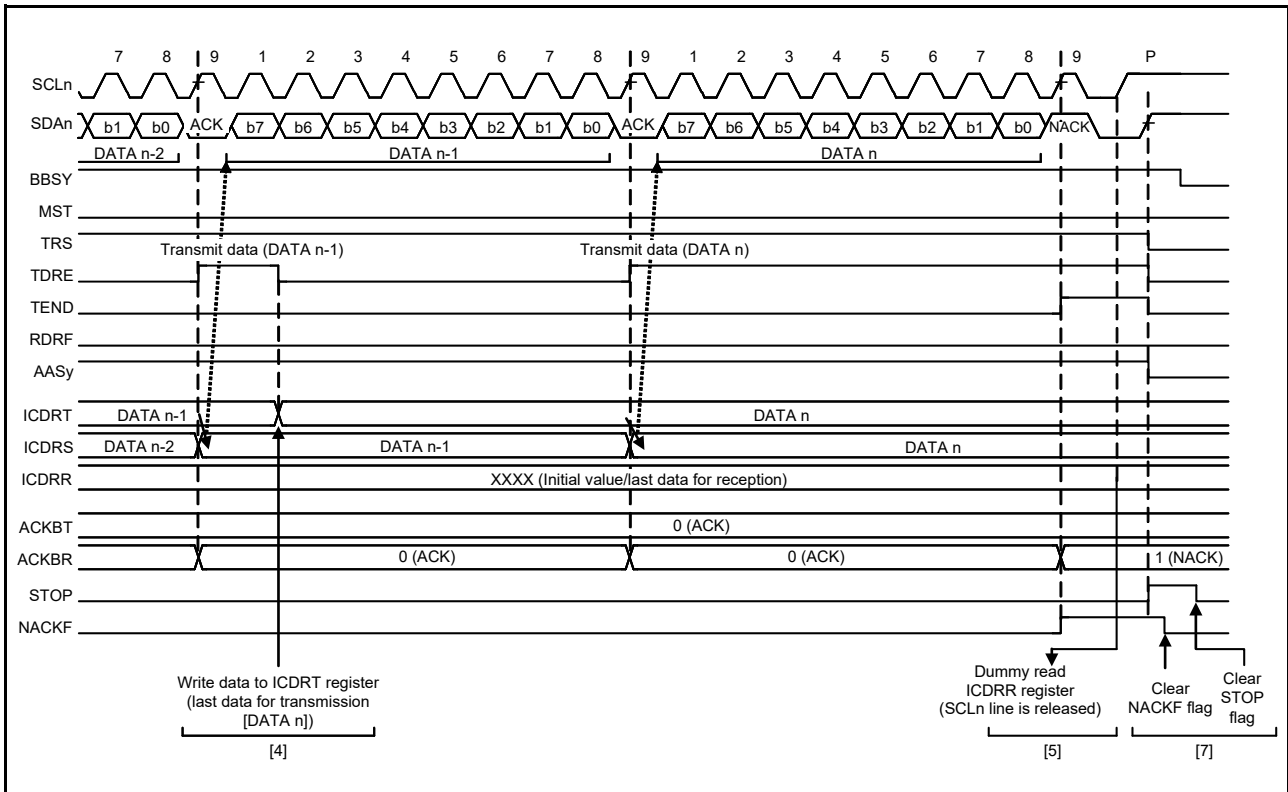 7 8 9 1 2 3 4 5 6 7 8 9 1 2 3 4 5 6 7 8 9 P
SCLn
SDAn b1 b0 ACK b7 b6 b5 b4 b3 b2 b1 b0 ACK b7 b6 b5 b4 b3 b2 b1 b0 NACK
DATA n-2 DATA n-1 DATA n
BBSY
MST
TRS
Transmit data (DATA n-1) Transmit data (DATA n)
TDRE
TEND
RDRF
AASy
ICDRT DATA n-1 DATA n
ICDRS DATA n-2 DATA n-1 DATA n
ICDRR XXXX (Initial value/last data for reception)
ACKBT 0 (ACK)
ACKBR 0 (ACK) 0 (ACK) 1 (NACK)
STOP
NACKF
Write data to ICDRT register
(last data for transmission
[DATA n])
[4]
Dummy read
ICDRR register
(SCLn line is released)
[5]
Clear
NACKF flag
Clear
STOP
flag
[7]